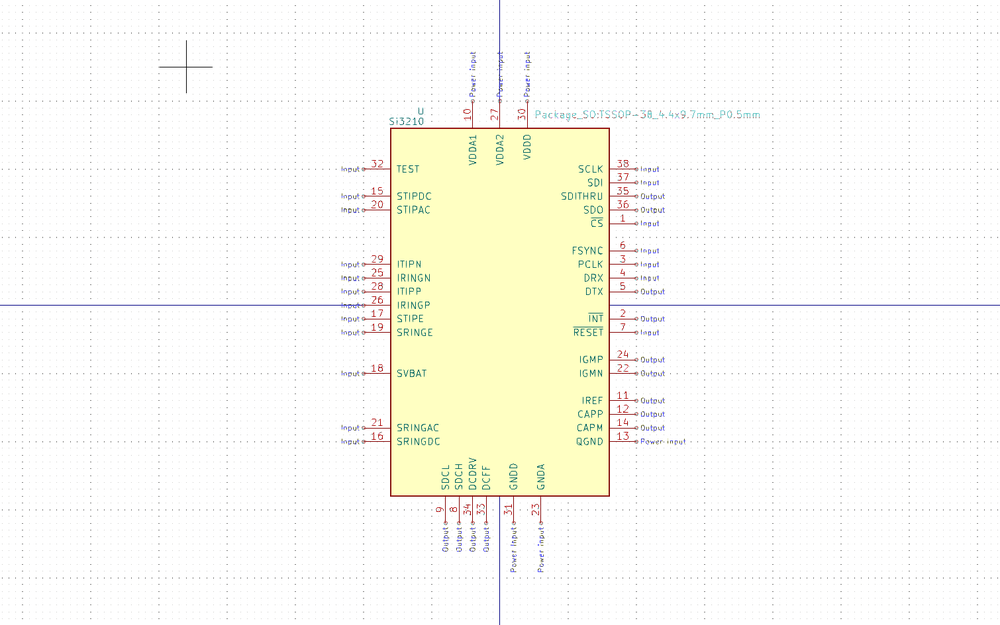 Power input Power input Power input
10 27 30
U
Si3210
Package_SO:TSSOP-38_4.4x9.7mm_P0.5mm
VDDA1 VDDA2 VDDD
Input 32 TEST SCLK 38 Input
SDI 37 Input
Input 15 STIPDC SDITHRU 35 Output
Input 20 STIPAC SDO 36 Output
CS 1 Input
FSYNC 6 Input
Input 29 ITIPN PCLK 3 Input
Input 25 IRINGN DRX 4 Input
Input 28 ITIPP DTX 5 Output
Input 26 IRINGP
Input 17 STIPE INT 2 Output
Input 19 SRINGE RESET 7 Input
IGMP 24 Output
Input 18 SVBAT IGMN 22 Output
IREF 11 Output
CAPP 12 Output
Input 21 SRINGAC CAPM 14 Output
Input 16 SRINGDC QGND 13 Power input
SDCL SDCH DCDRV DCFF GNDD GNDA
9 8 34 33 31 23
Output Output Output Output Power input Power input